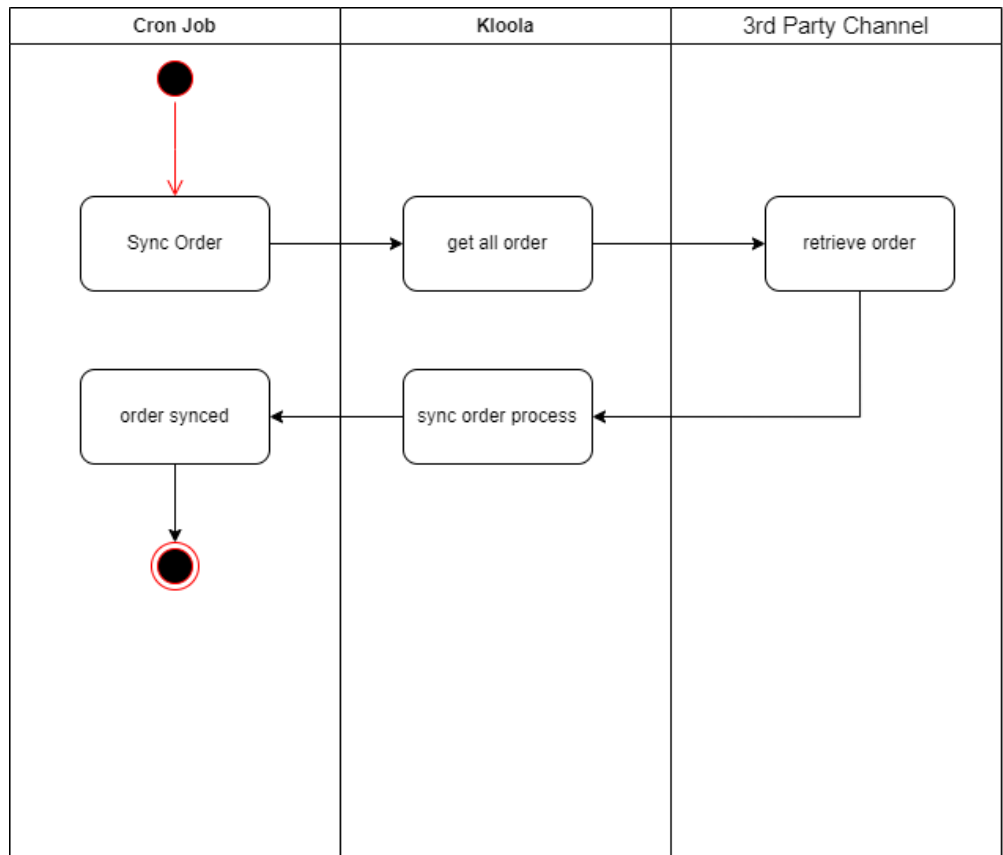 Cron Job
Kloola
3rd Party Channel
Sync Order
get all order
retrieve order
order synced
sync order process